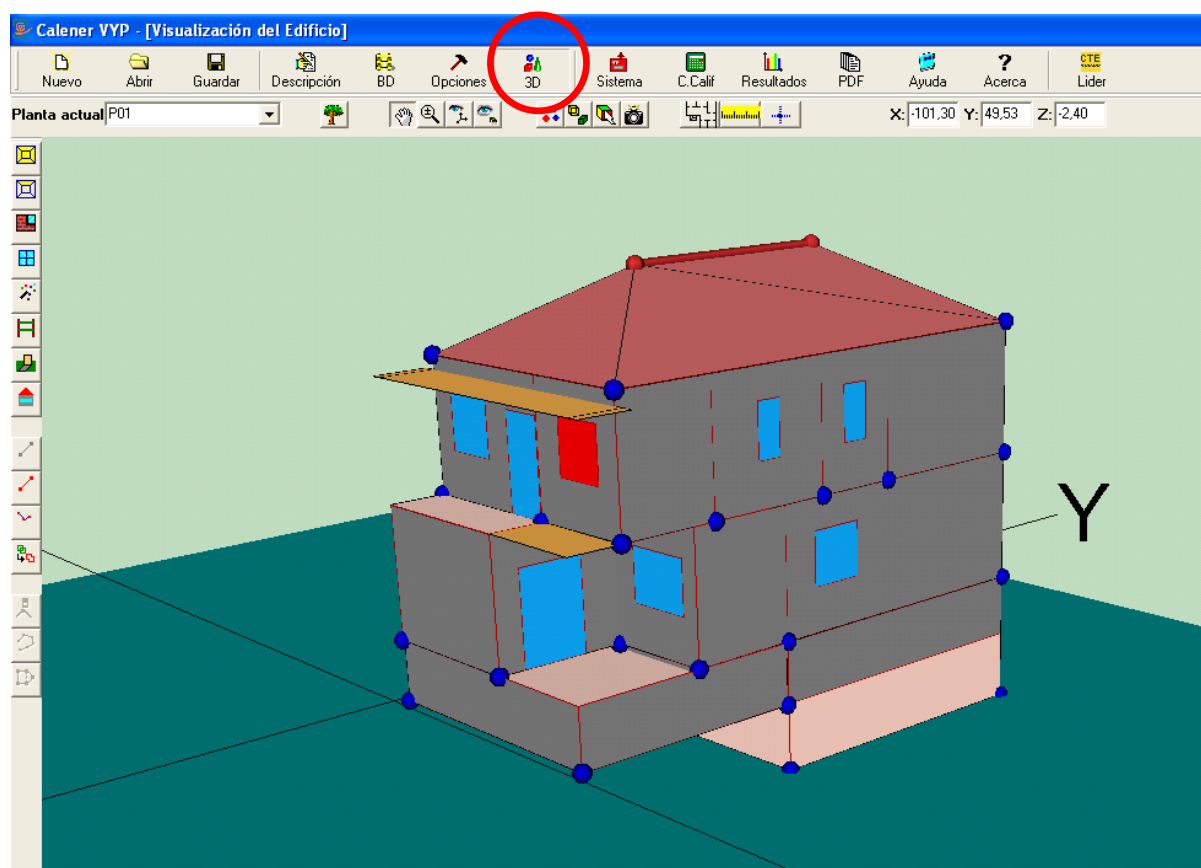 Calener VYP - [Visualización del Edificio]
Nuevo Abrir Guardar Descripción BD Opciones 3D Sistema C.Calif Resultados PDF Ayuda Acerca CTE Lider
Planta actual P01 X: -101,30 Y: 49,53 Z: -2,40
Y